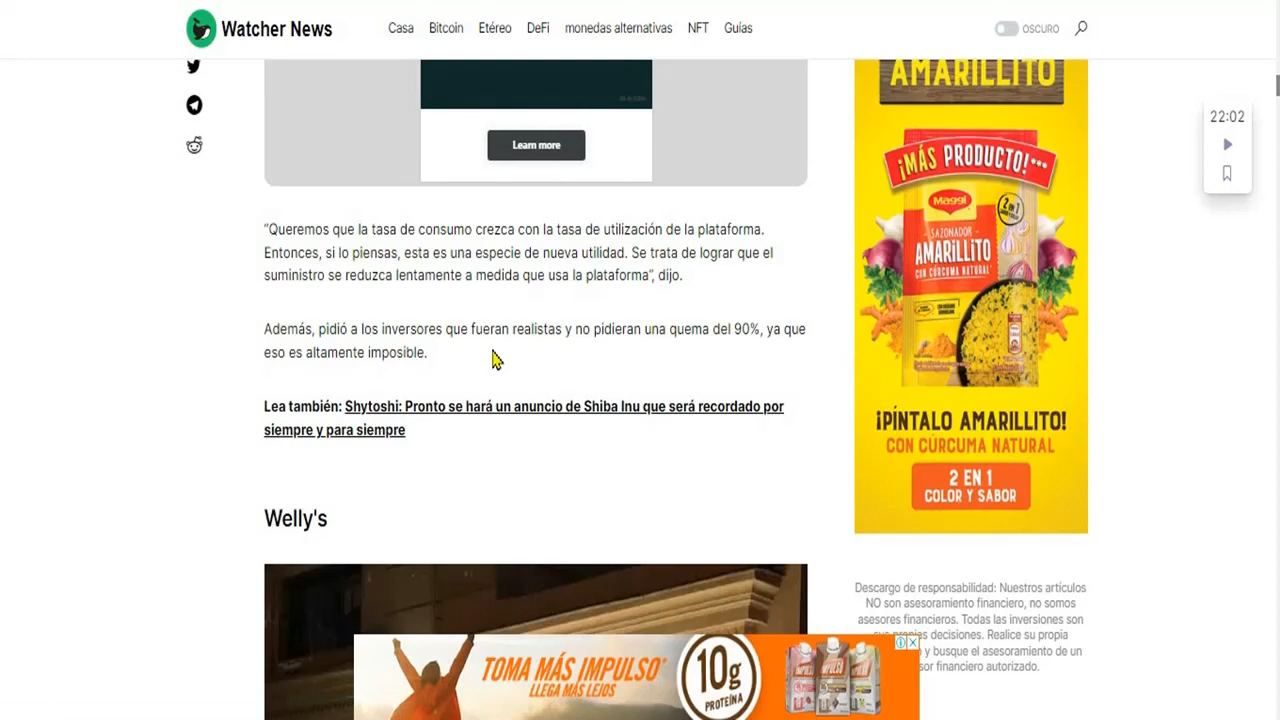 Watcher News
Casa Bitcoin Etéreo DeFi monedas alternativas NFT Guías
OSCURO
Learn more
22:02
“Queremos que la tasa de consumo crezca con la tasa de utilización de la plataforma.
Entonces, si lo piensas, esta es una especie de nueva utilidad. Se trata de lograr que el
suministro se reduzca lentamente a medida que usa la plataforma”, dijo.
Además, pidió a los inversores que fueran realistas y no pidieran una quema del 90%, ya que
eso es altamente imposible.
Lea también: Shytoshi: Pronto se hará un anuncio de Shiba Inu que será recordado por
siempre y para siempre
Welly's
AMARILLITO
¡MÁS PRODUCTO!...
Maggi
2 EN 1
SAZONADOR
AMARILLITO
CON CÚRCUMA NATURAL
¡PÍNTALO AMARILLITO!
CON CÚRCUMA NATURAL
2 EN 1
COLOR Y SABOR
Descargo de responsabilidad: Nuestros artículos
NO son asesoramiento financiero, no somos
asesores financieros. Todas las inversiones son
decisiones. Realice su propia
y busque el asesoramiento de un
sor financiero autorizado.
TOMA MÁS IMPULSO*
LLEGA MÁS LEJOS
10g
PROTEÍNA